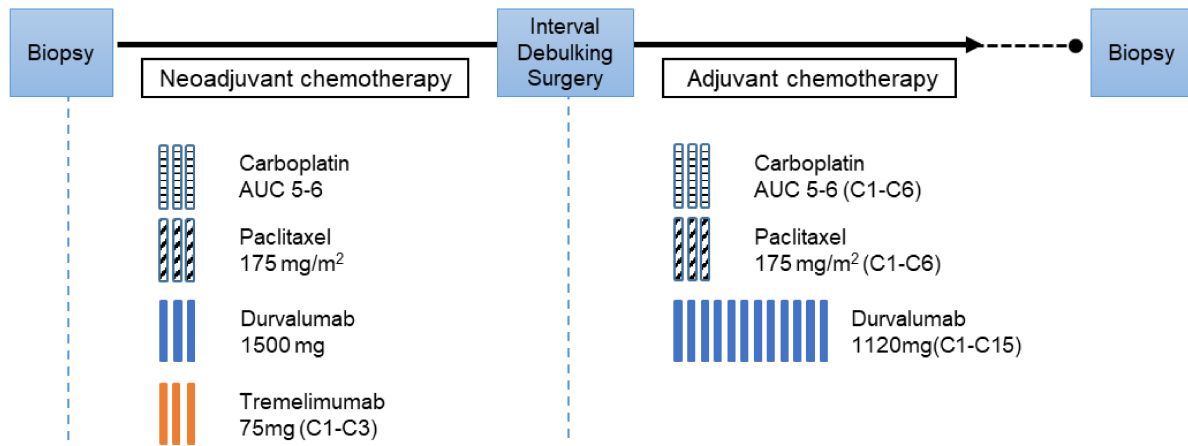 Biopsy
Neoadjuvant chemotherapy
Interval
Debulking
Surgery
Adjuvant chemotherapy
Biopsy
Carboplatin
AUC 5-6
Paclitaxel
175 mg/m²
Durvalumab
1500 mg
Tremelimumab
75mg (C1-C3)
Carboplatin
AUC 5-6 (C1-C6)
Paclitaxel
175 mg/m² (C1-C6)
Durvalumab
1120mg(C1-C15)